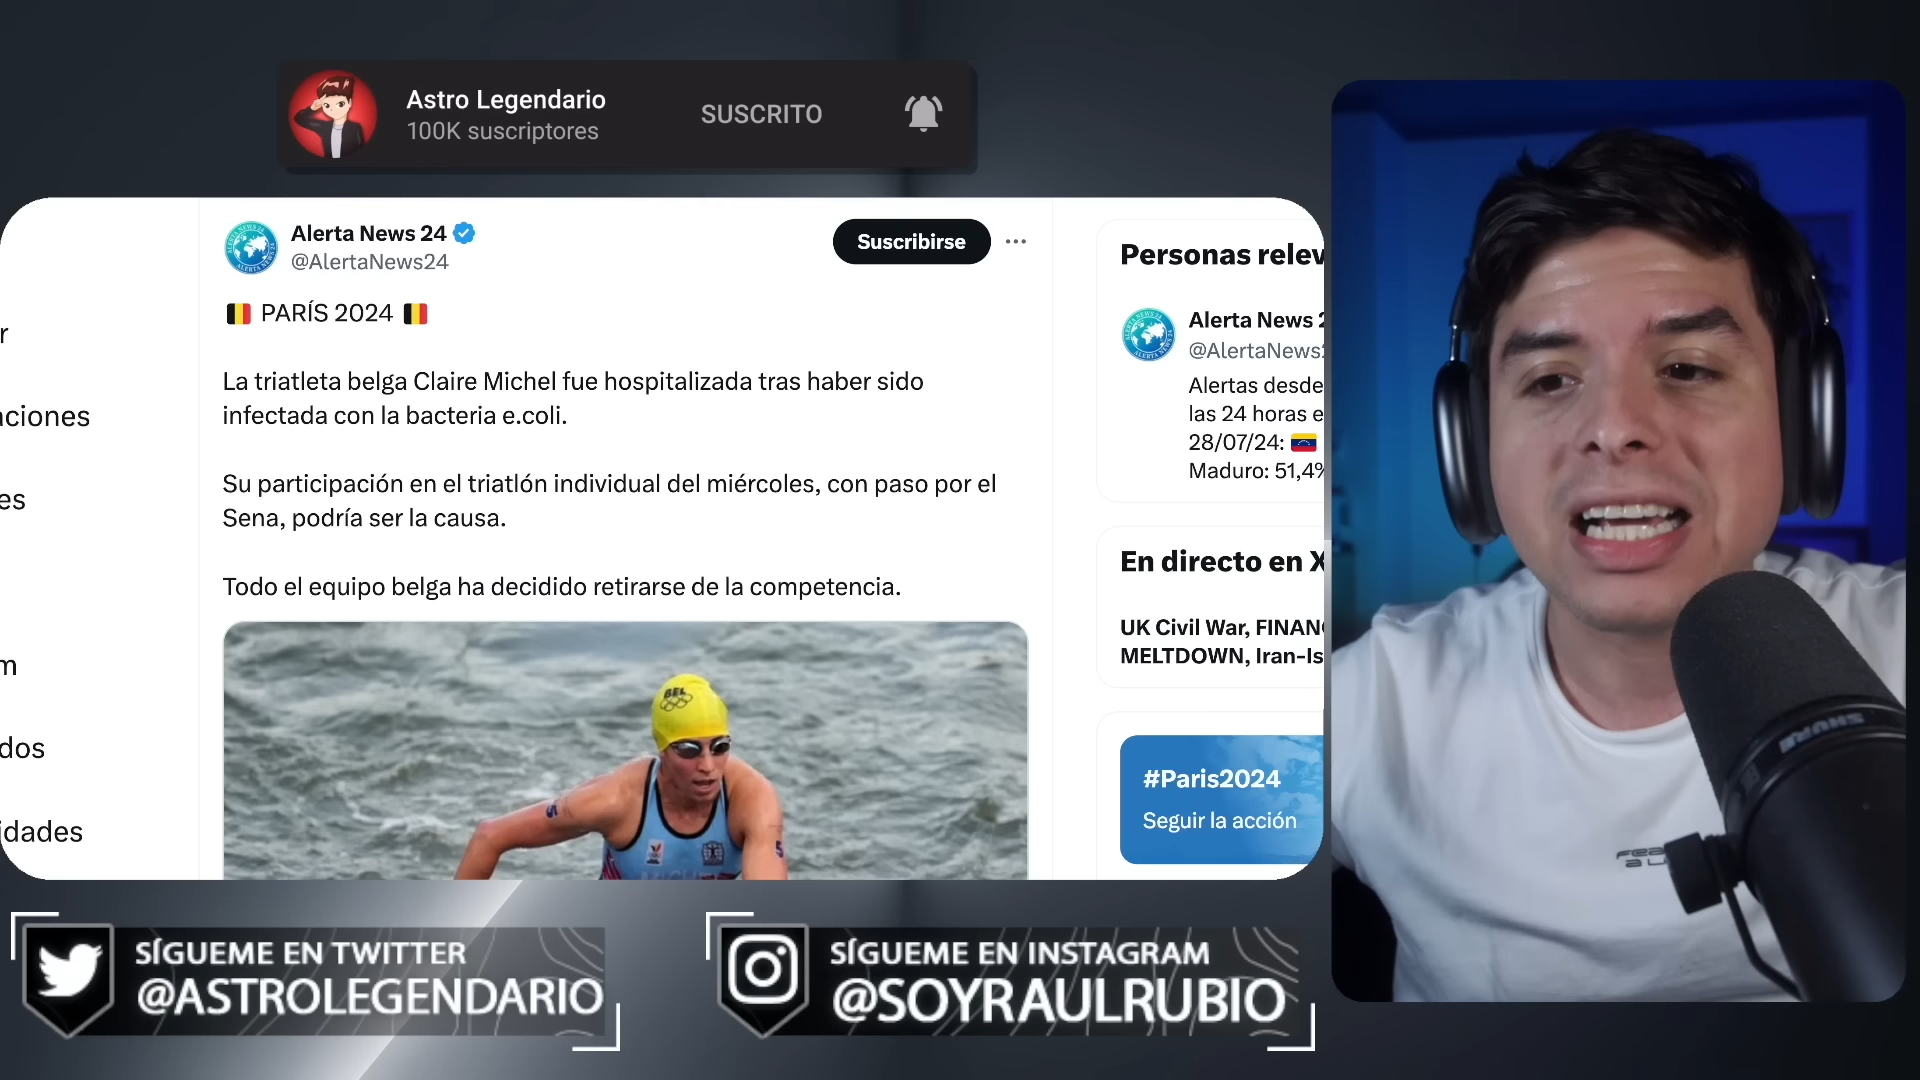 Astro Legendario
100K suscriptores
SUSCRITO
Alerta News 24
@AlertaNews24
Suscribirse
PARÍS 2024
La triatleta belga Claire Michel fue hospitalizada tras haber sido
infectada con la bacteria e.coli.
Su participación en el triatlón individual del miércoles, con paso por el
Sena, podría ser la causa.
Todo el equipo belga ha decidido retirarse de la competencia.
BEL
5
r
aciones
es
m
dos
idades
Personas relev
Alerta News 2
@AlertaNews
Alertas desde
las 24 horas e
28/07/24:
Maduro: 51,4%
En directo en X
UK Civil War, FINAN
MELTDOWN, Iran-Is
#Paris2024
Seguir la acción
SHURE
SÍGUEME EN TWITTER
@ASTROLEGENDARIO
SÍGUEME EN INSTAGRAM
@SOYRAULRUBIO